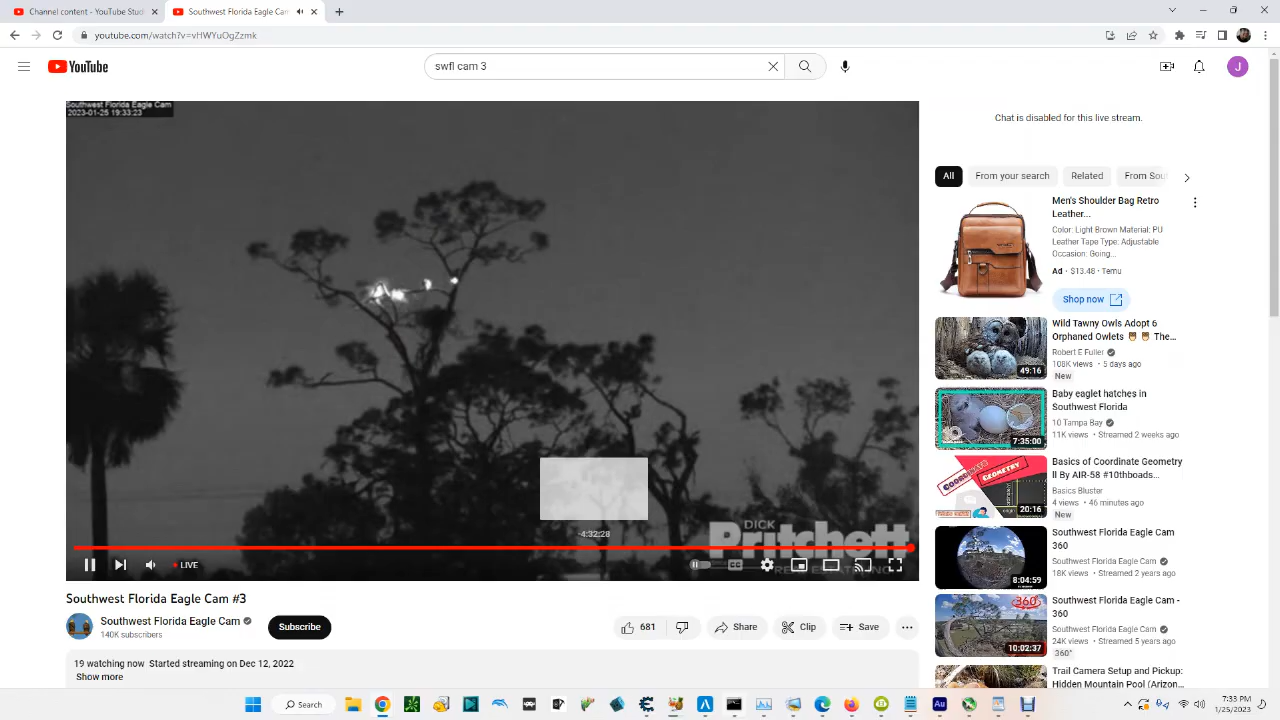 Channel content - YouTube Stud
Southwest Florida Eagle Cam
youtube.com/watch?v=vHWYuOgZzmk
YouTube
swfl cam 3
J
Southwest Florida Eagle Cam
2023-01-25 19:33:23
-4:32:28
DICK
Pritchett
LIVE
Southwest Florida Eagle Cam #3
Southwest Florida Eagle Cam
140K subscribers
Subscribe
681
Share
Clip
Save
19 watching now Started streaming on Dec 12, 2022
Show more
Chat is disabled for this live stream.
All
From your search
Related
From Sou
Men's Shoulder Bag Retro
Leather...
Color: Light Brown Material: PU
Leather Tape Type: Adjustable
Occasion: Going...
Ad · $13.48 · Temu
Shop now
Wild Tawny Owls Adopt 6
Orphaned Owlets 🦉 🦉 The...
Robert E Fuller
108K views · 5 days ago
New
49:16
Baby eaglet hatches in
Southwest Florida
10 Tampa Bay
11K views · Streamed 2 weeks ago
7:35:00
Basics of Coordinate Geometry
II By AIR-58 #10thboads...
Basics Bluster
4 views · 46 minutes ago
New
COORDINATE
GEOMETRY
20:16
Southwest Florida Eagle Cam
360
Southwest Florida Eagle Cam
18K views · Streamed 2 years ago
8:04:59
Southwest Florida Eagle Cam -
360
Southwest Florida Eagle Cam
24K views · Streamed 5 years ago
360°
360°
10:02:37
Trail Camera Setup and Pickup:
Hidden Mountain Pool (Arizon...
Search
7:33 PM
1/25/2023